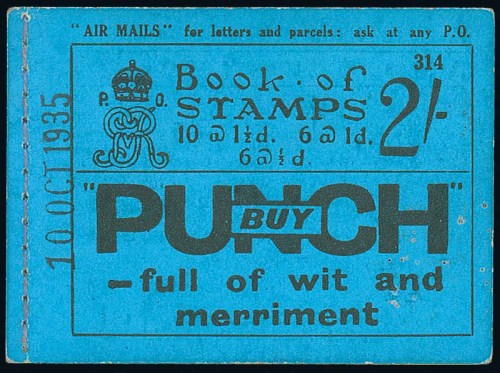 "AIR MAILS" for letters and parcels: ask at any P.O.
314
P. O.
Book of
STAMPS
10 @ 1½d. 6 @ 1d.
6 @ ½d.
2/-
10 OCT 1935
"PUNCH"
BUY
-full of wit and
merriment